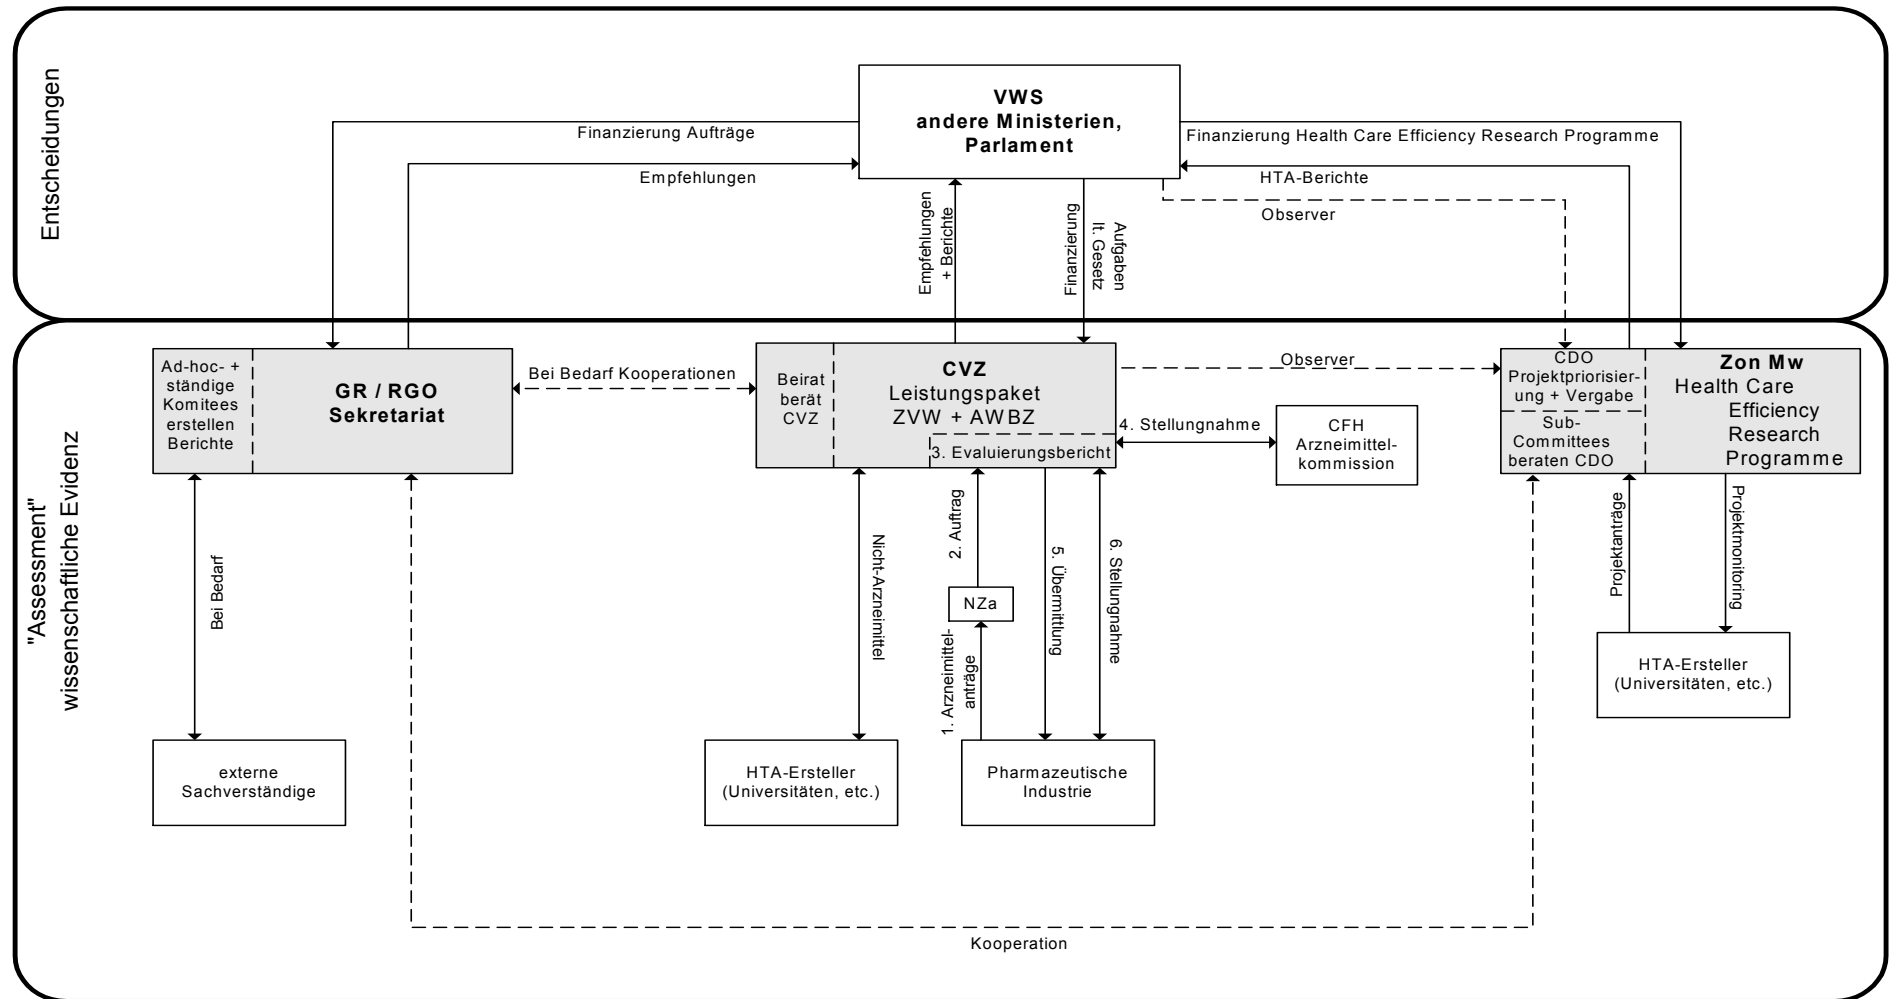 Entscheidungen
VWS
andere Ministerien,
Parlament
Finanzierung Aufträge
Empfehlungen
Finanzierung Health Care Efficiency Research Programme
HTA-Berichte
Observer
Empfehlungen
+ Berichte
Finanzierung
Aufgaben
lt. Gesetz
"Assessment"
wissenschaftliche Evidenz
Ad-hoc- +
ständige
Komitees
erstellen
Berichte
GR / RGO
Sekretariat
Bei Bedarf Kooperationen
Beirat
berät
CVZ
CVZ
Leistungspaket
ZVW + AWBZ
3. Evaluierungsbericht
Observer
4. Stellungnahme
CFH
Arzneimittel-
kommission
CDO
Projektpriorisier-
ung + Vergabe
Sub-
Committees
beraten CDO
Zon Mw
Health Care
Efficiency
Research
Programme
Bei Bedarf
Nicht-Arzneimittel
2. Auftrag
NZa
1. Arzneimittel-
anträge
5. Übermittlung
6. Stellungnahme
Projektanträge
Projektmonitoring
HTA-Ersteller
(Universitäten, etc.)
externe
Sachverständige
HTA-Ersteller
(Universitäten, etc.)
Pharmazeutische
Industrie
Kooperation